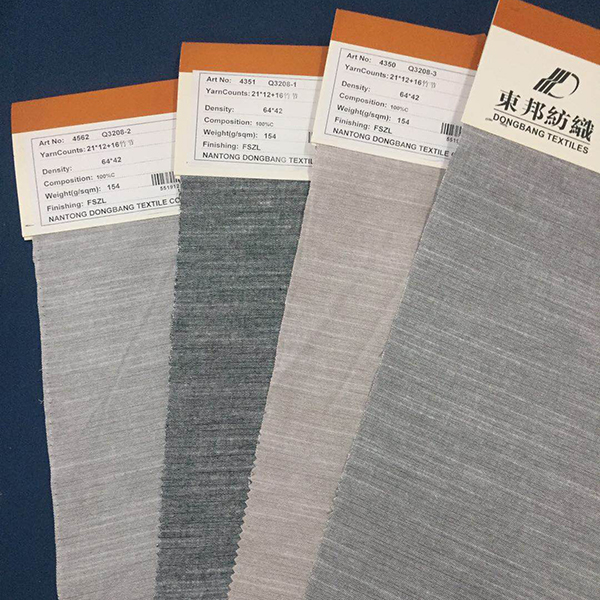 Art No: 4562 Q3208-2
YarnCounts: 21*12+16竹节
Density: 64*42
Composition: 100%C
Weight(g/sqm): 154
Finishing: FSZL
NANTONG DONGBANG TEXTILE CO
Art No: 4351 Q3208-1
YarnCounts: 21*12+16竹节
Density: 64*42
Composition: 100%C
Weight(g/sqm): 154
Finishing: FSZL
NANTONG DONGBANG TEXTILE
Art No: 4350 Q3208-3
YarnCounts: 21*12+16竹节
Density: 64*42
Composition: 100%C
Weight(g/sqm): 154
Finishing: FSZL
NANTONG DONGBANG TEXTILE
東邦紡織
DONGBANG TEXTILES